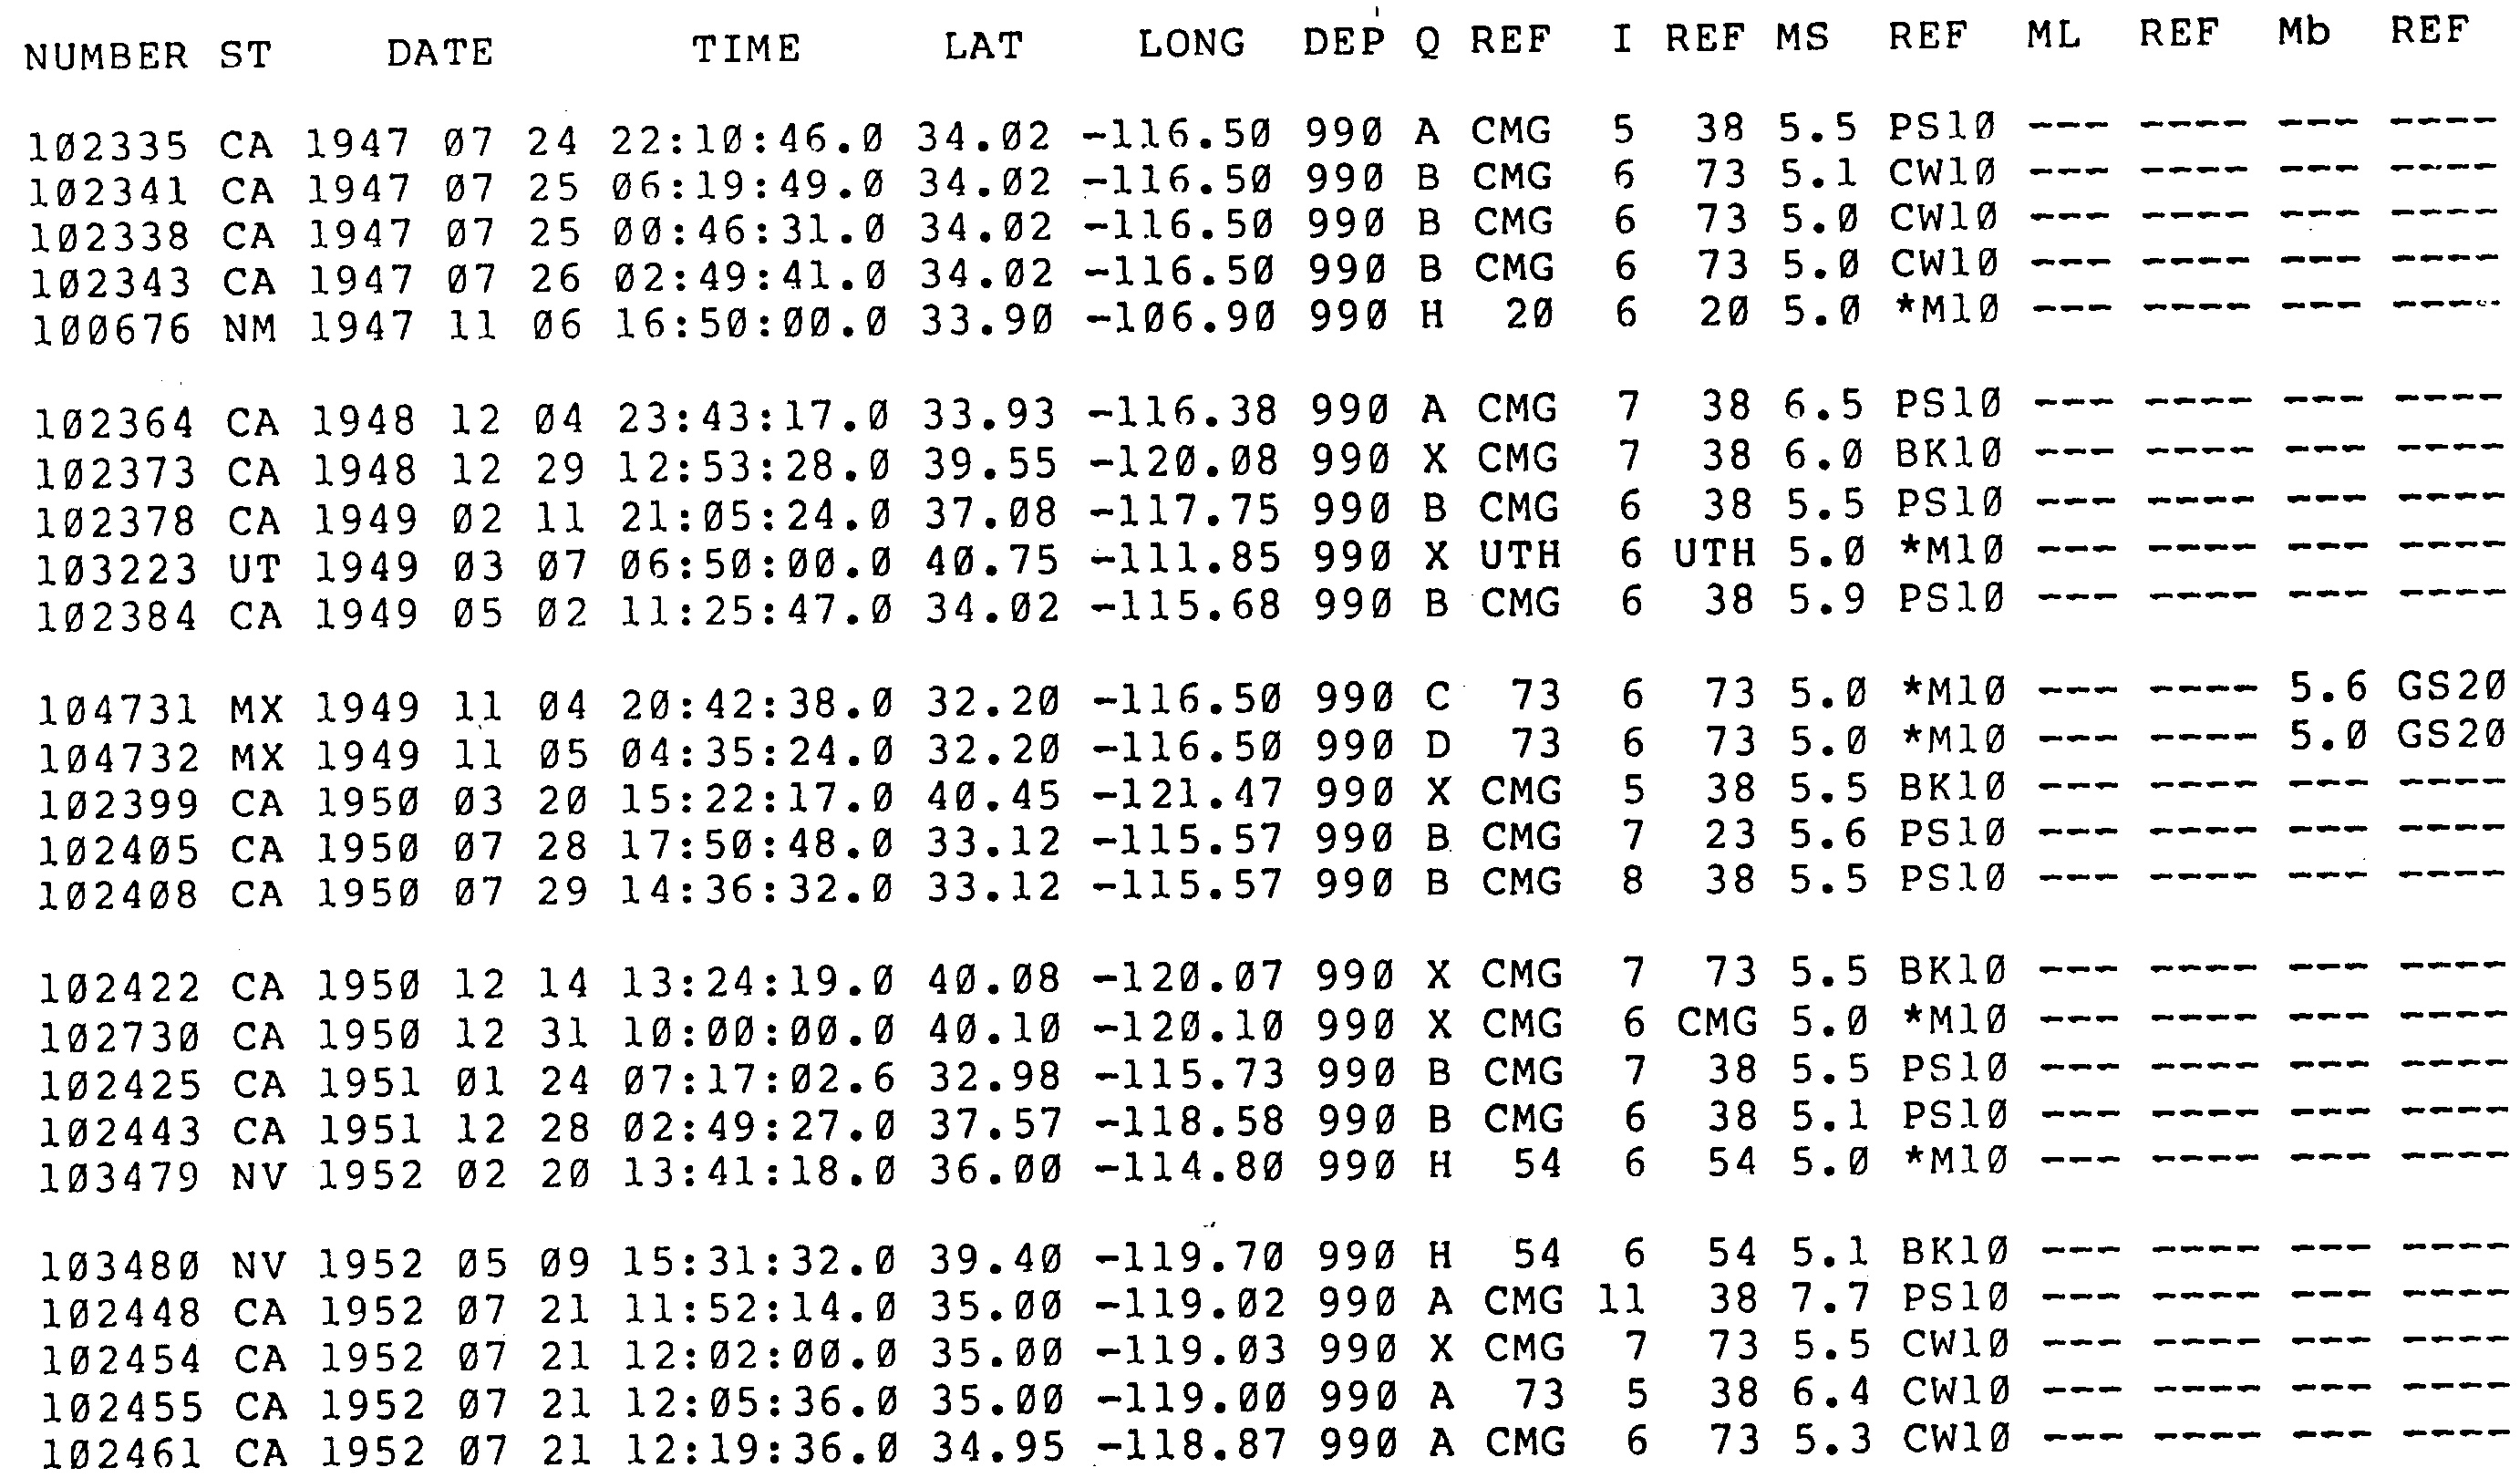 NUMBER ST DATE TIME LAT LONG DEP Q REF I REF MS REF ML REF Mb REF
102335 CA 1947 07 24 22:10:46.0 34.02 -116.50 990 A CMG 5 38 5.5 PS10 --- ---- --- ----
102341 CA 1947 07 25 06:19:49.0 34.02 -116.50 990 B CMG 6 73 5.1 CW10 --- ---- --- ----
102338 CA 1947 07 25 00:46:31.0 34.02 -116.50 990 B CMG 6 73 5.0 CW10 --- ---- --- ----
102343 CA 1947 07 26 02:49:41.0 34.02 -116.50 990 B CMG 6 73 5.0 CW10 --- ---- --- ----
100676 NM 1947 11 06 16:50:00.0 33.90 -106.90 990 H 20 6 20 5.0 *M10 --- ---- --- ----
102364 CA 1948 12 04 23:43:17.0 33.93 -116.38 990 A CMG 7 38 6.5 PS10 --- ---- --- ----
102373 CA 1948 12 29 12:53:28.0 39.55 -120.08 990 X CMG 7 38 6.0 BK10 --- ---- --- ----
102378 CA 1949 02 11 21:05:24.0 37.08 -117.75 990 B CMG 6 38 5.5 PS10 --- ---- --- ----
103223 UT 1949 03 07 06:50:00.0 40.75 -111.85 990 X UTH 6 UTH 5.0 *M10 --- ---- --- ----
102384 CA 1949 05 02 11:25:47.0 34.02 -115.68 990 B CMG 6 38 5.9 PS10 --- ---- --- ----
104731 MX 1949 11 04 20:42:38.0 32.20 -116.50 990 C 73 6 73 5.0 *M10 --- ---- 5.6 GS20
104732 MX 1949 11 05 04:35:24.0 32.20 -116.50 990 D 73 6 73 5.0 *M10 --- ---- 5.0 GS20
102399 CA 1950 03 20 15:22:17.0 40.45 -121.47 990 X CMG 5 38 5.5 BK10 --- ---- --- ----
102405 CA 1950 07 28 17:50:48.0 33.12 -115.57 990 B CMG 7 23 5.6 PS10 --- ---- --- ----
102408 CA 1950 07 29 14:36:32.0 33.12 -115.57 990 B CMG 8 38 5.5 PS10 --- ---- --- ----
102422 CA 1950 12 14 13:24:19.0 40.08 -120.07 990 X CMG 7 73 5.5 BK10 --- ---- --- ----
102730 CA 1950 12 31 10:00:00.0 40.10 -120.10 990 X CMG 6 CMG 5.0 *M10 --- ---- --- ----
102425 CA 1951 01 24 07:17:02.6 32.98 -115.73 990 B CMG 7 38 5.5 PS10 --- ---- --- ----
102443 CA 1951 12 28 02:49:27.0 37.57 -118.58 990 B CMG 6 38 5.1 PS10 --- ---- --- ----
103479 NV 1952 02 20 13:41:18.0 36.00 -114.80 990 H 54 6 54 5.0 *M10 --- ---- --- ----
103480 NV 1952 05 09 15:31:32.0 39.40 -119.70 990 H 54 6 54 5.1 BK10 --- ---- --- ----
102448 CA 1952 07 21 11:52:14.0 35.00 -119.02 990 A CMG 11 38 7.7 PS10 --- ---- --- ----
102454 CA 1952 07 21 12:02:00.0 35.00 -119.03 990 X CMG 7 73 5.5 CW10 --- ---- --- ----
102455 CA 1952 07 21 12:05:36.0 35.00 -119.00 990 A 73 5 38 6.4 CW10 --- ---- --- ----
102461 CA 1952 07 21 12:19:36.0 34.95 -118.87 990 A CMG 6 73 5.3 CW10 --- ---- --- ----